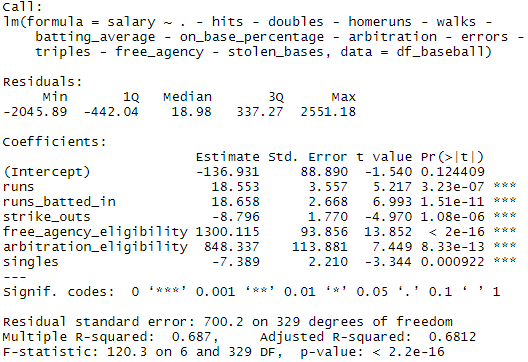 Call:
lm(formula = salary ~ . - hits - doubles - homeruns - walks -
    batting_average - on_base_percentage - arbitration - errors -
    triples - free_agency - stolen_bases, data = df_baseball)
Residuals:
     Min       1Q   Median       3Q      Max
-2045.89  -442.04    18.98   337.27  2551.18
Coefficients:
                        Estimate Std. Error t value Pr(>|t|)
(Intercept)             -136.931     88.890  -1.540 0.124409
runs                      18.553      3.557   5.217 3.23e-07 ***
runs_batted_in            18.658      2.668   6.993 1.51e-11 ***
strike_outs               -8.796      1.770  -4.970 1.08e-06 ***
free_agency_eligibility 1300.115     93.856  13.852  < 2e-16 ***
arbitration_eligibility  848.337    113.881   7.449 8.33e-13 ***
singles                   -7.389      2.210  -3.344 0.000922 ***
---
Signif. codes:  0 ‘***’ 0.001 ‘**’ 0.01 ‘*’ 0.05 ‘.’ 0.1 ‘ ’ 1
Residual standard error: 700.2 on 329 degrees of freedom
Multiple R-squared:  0.687,     Adjusted R-squared:  0.6812
F-statistic: 120.3 on 6 and 329 DF,  p-value: < 2.2e-16